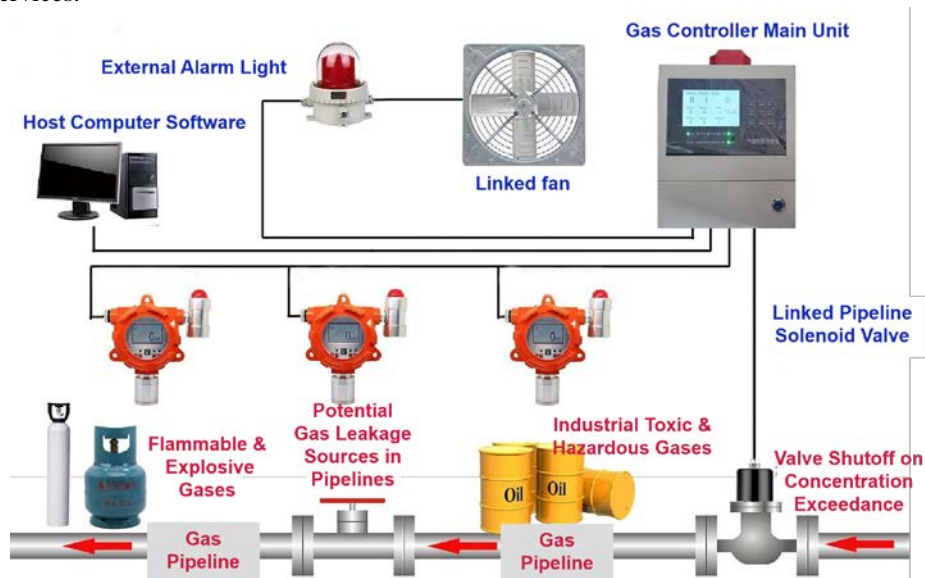 ervices.
Gas Controller Main Unit
External Alarm Light
Host Computer Software
Linked fan
Linked Pipeline
Solenoid Valve
Potential
Gas Leakage
Sources in
Pipelines
Flammable &
Explosive
Gases
Industrial Toxic &
Hazardous Gases
Valve Shutoff on
Concentration
Exceedance
Oil
Oil
Gas
Pipeline
Gas
Pipeline